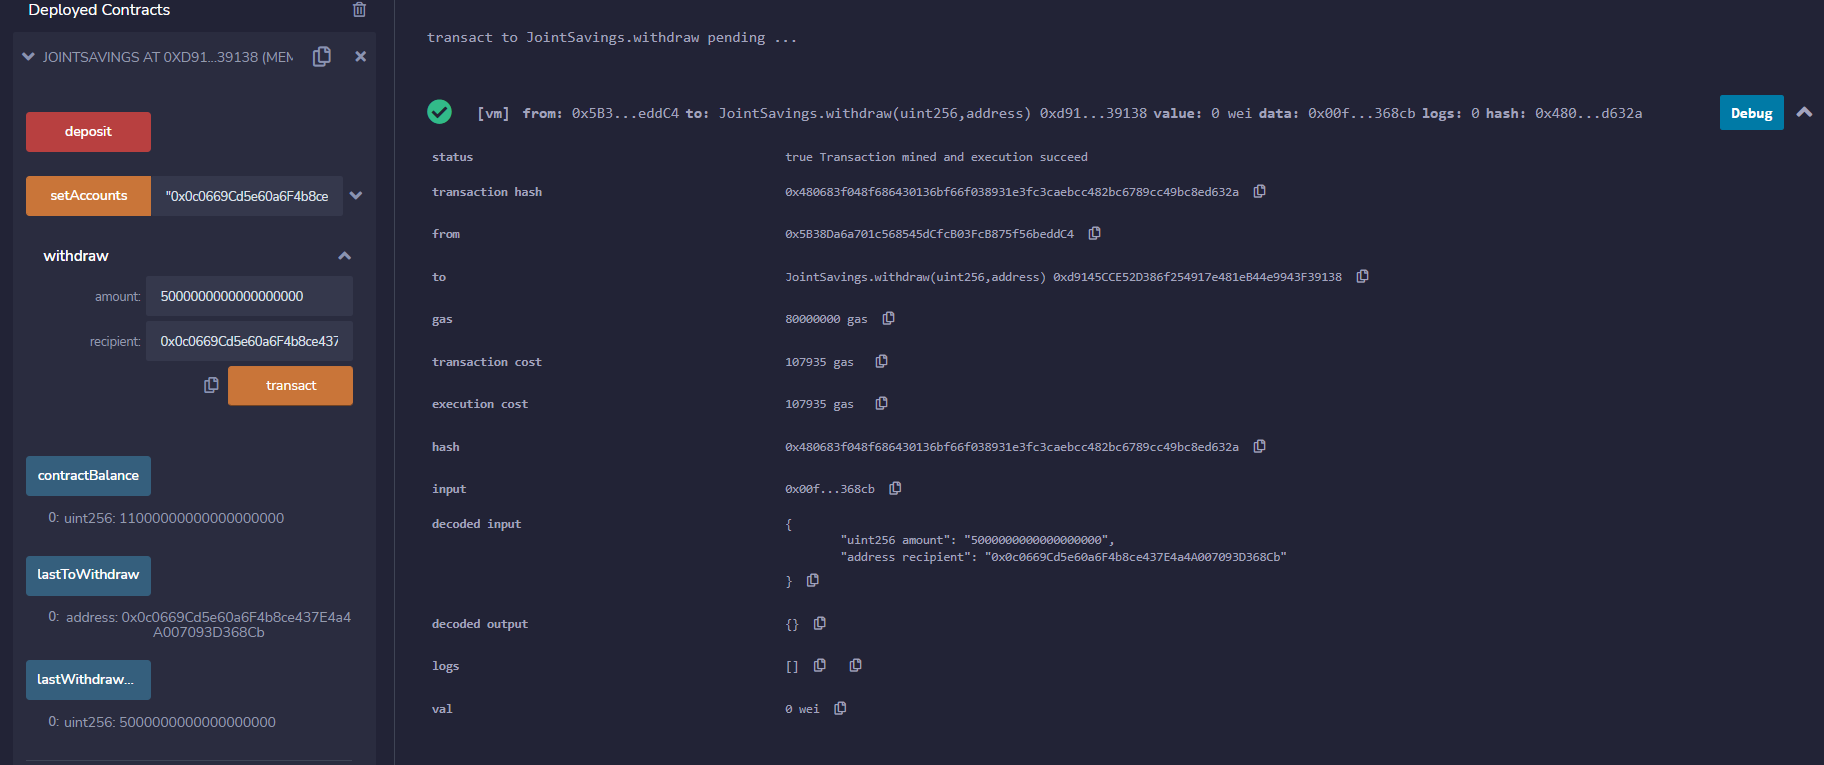 Deployed Contracts
JOINTSAVINGS AT 0XD91...39138 (MEM
deposit
setAccounts "0x0c0669Cd5e60a6F4b8ce
withdraw
amount: 5000000000000000000
recipient: 0x0c0669Cd5e60a6F4b8ce437
transact
contractBalance
0: uint256: 11000000000000000000
lastToWithdraw
0: address: 0x0c0669Cd5e60a6F4b8ce437E4a4
A007093D368Cb
lastWithdraw...
0: uint256: 5000000000000000000
transact to JointSavings.withdraw pending ...
[vm] from: 0x5B3...eddC4 to: JointSavings.withdraw(uint256,address) 0xd91...39138 value: 0 wei data: 0x00f...368cb logs: 0 hash: 0x480...d632a
Debug
status true Transaction mined and execution succeed
transaction hash 0x480683f048f686430136bf66f038931e3fc3caebcc482bc6789cc49bc8ed632a
from 0x5B38Da6a701c568545dCfcB03FcB875f56beddC4
to JointSavings.withdraw(uint256,address) 0xd9145CCE52D386f254917e481eB44e9943F39138
gas 80000000 gas
transaction cost 107935 gas
execution cost 107935 gas
hash 0x480683f048f686430136bf66f038931e3fc3caebcc482bc6789cc49bc8ed632a
input 0x00f...368cb
decoded input {
"uint256 amount": "5000000000000000000",
"address recipient": "0x0c0669Cd5e60a6F4b8ce437E4a4A007093D368Cb"
}
decoded output {}
logs []
val 0 wei